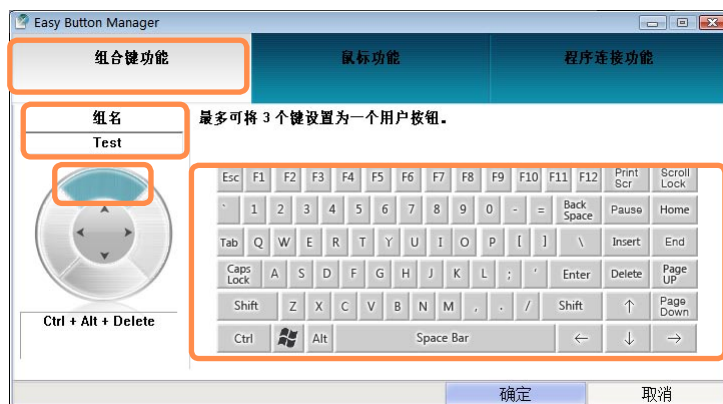 Easy Button Manager
组合键功能 鼠标功能 程序连接功能
组名
Test
最多可将 3 个键设置为一个用户按钮。
Esc F1 F2 F3 F4 F5 F6 F7 F8 F9 F10 F11 F12 Print Scr Scroll Lock
` 1 2 3 4 5 6 7 8 9 0 - = Back Space Pause Home
Tab Q W E R T Y U I O P [ ] \ Insert End
Caps Lock A S D F G H J K L ; ' Enter Delete Page UP
Shift Z X C V B N M , . / Shift ↑ Page Down
Ctrl Alt Space Bar ← ↓ →
Ctrl + Alt + Delete
确定 取消